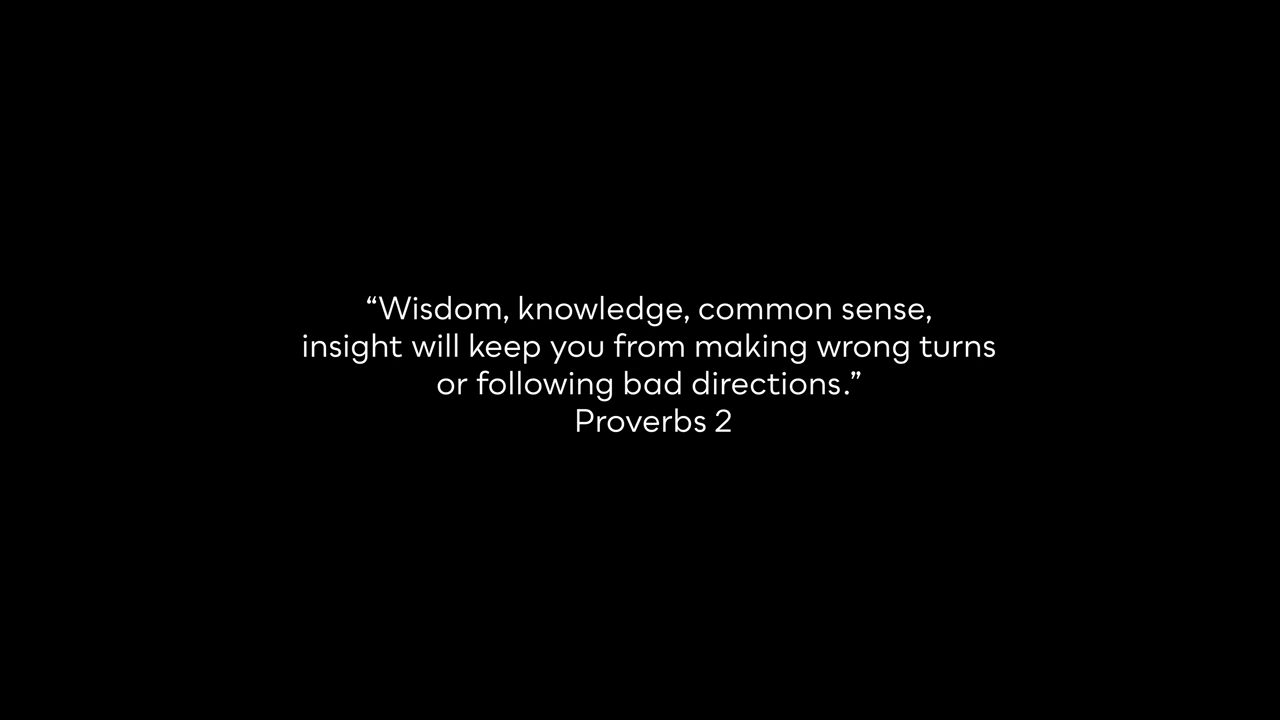 “Wisdom, knowledge, common sense,
insight will keep you from making wrong turns
or following bad directions.”
Proverbs 2